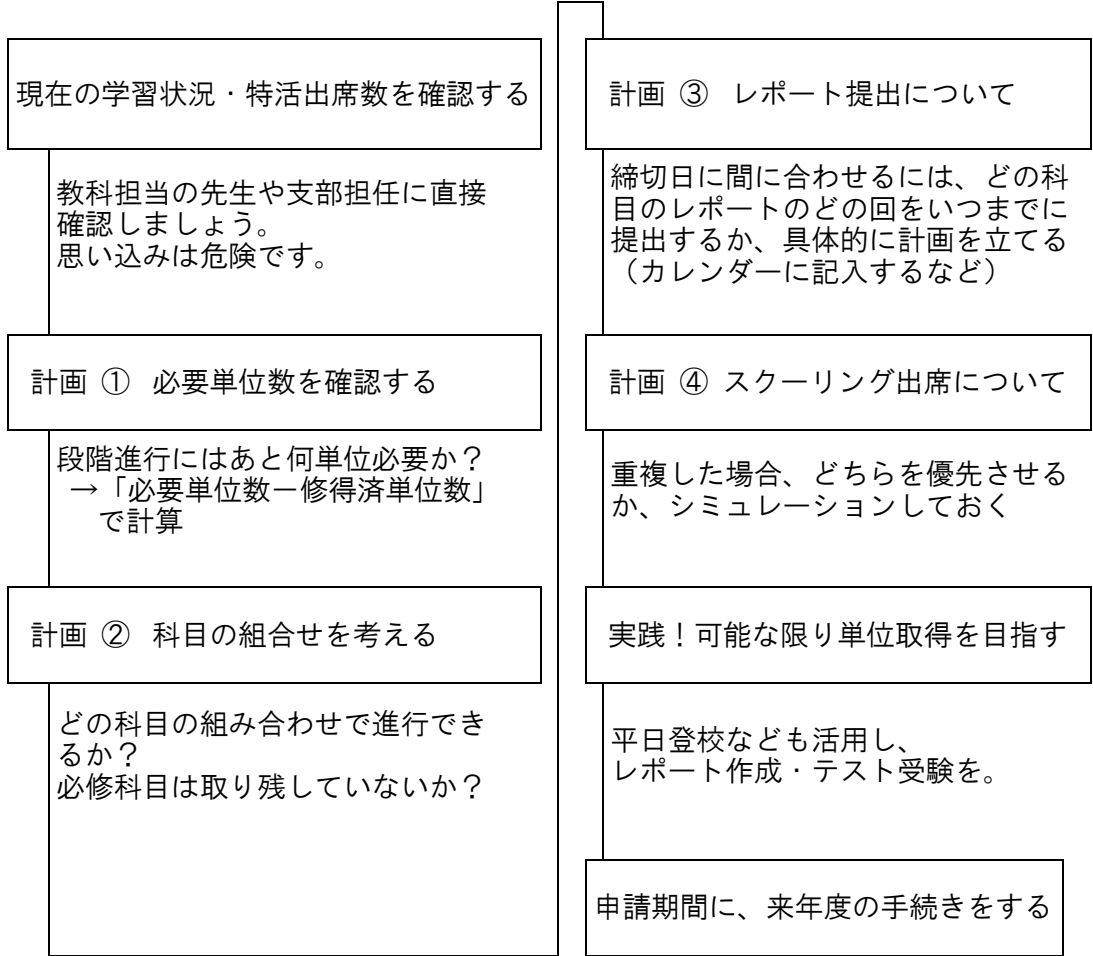 現在の学習状況・特活出席数を確認する
教科担当の先生や支部担任に直接
確認しましょう。
思い込みは危険です。
計画 ① 必要単位数を確認する
段階進行にはあと何単位必要か？
→「必要単位数－修得済単位数」
で計算
計画 ② 科目の組合せを考える
どの科目の組み合わせで進行でき
るか？
必修科目は取り残していないか？
計画 ③ レポート提出について
締切日に間に合わせるには、どの科
目のレポートのどの回をいつまでに
提出するか、具体的に計画を立てる
（カレンダーに記入するなど）
計画 ④ スクーリング出席について
重複した場合、どちらを優先させる
か、シミュレーションしておく
実践！可能な限り単位取得を目指す
平日登校なども活用し、
レポート作成・テスト受験を。
申請期間に、来年度の手続きをする